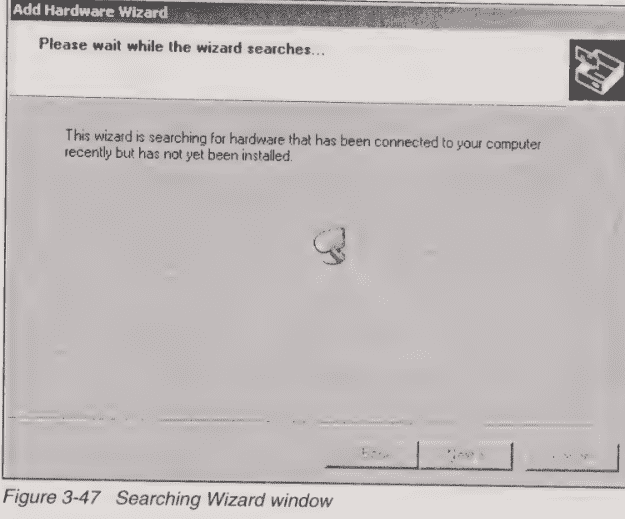 Add Hardware Wizard
Please wait while the wizard searches...
This wizard is searching for hardware that has been connected to your computer
recently but has not yet been installed.
Figure 3-47 Searching Wizard window